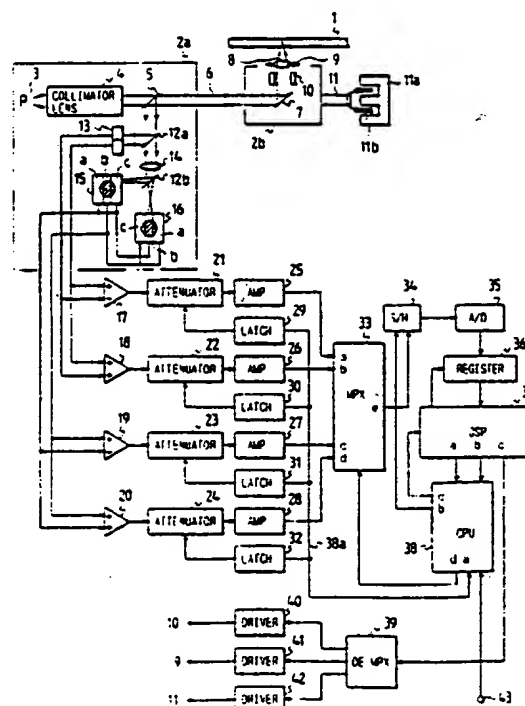 1
2a
3
4
5
6
8
9
10
11
11a
P
COLLIMATOR
LENS
7
2b
11b
13
12a
14
a b c
15
12b
16
c a
b
17
21
ATTENUATOR
25
AMP
29
LATCH
18
22
ATTENUATOR
26
AMP
30
LATCH
19
23
ATTENUATOR
27
AMP
31
LATCH
20
24
ATTENUATOR
28
AMP
32
LATCH
33
MPX
a
b
c
d
e
34
S/H
35
A/D
36
REGISTER
a b c
c
b
CPU
d a
38
38a
10
40
DRIVER
9
41
DRIVER
11
42
DRIVER
39
DE MPX
43